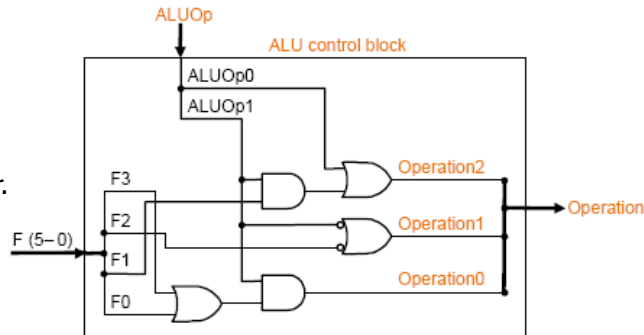 ALUOp
ALU control block
ALUOp0
ALUOp1
Operation2
F3
r.
F2
Operation1
Operation
F (5–0)
F1
Operation0
F0